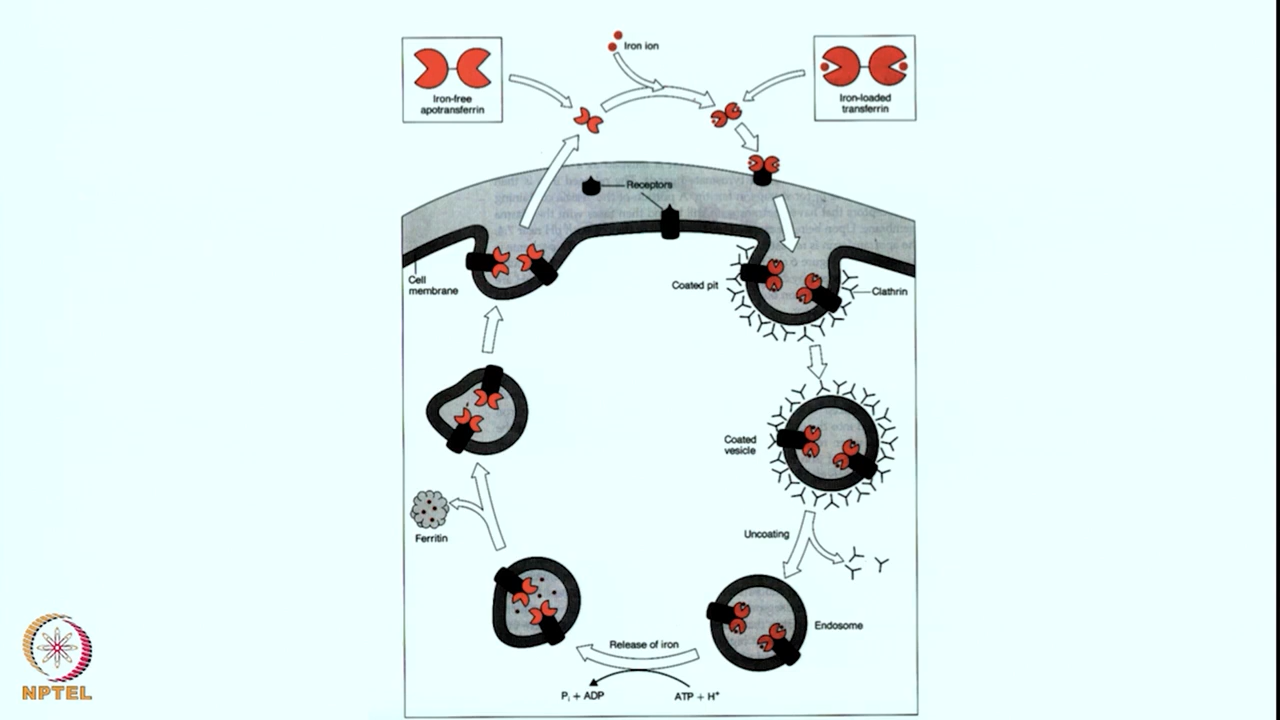 Iron ion
Iron-free
apotransferrin
Iron-loaded
transferrin
Receptors
Cell
membrane
Coated pit
Clathrin
Coated
vesicle
Ferritin
Uncoating
Endosome
Release of iron
Pᵢ + ADP
ATP + H⁺
NPTEL